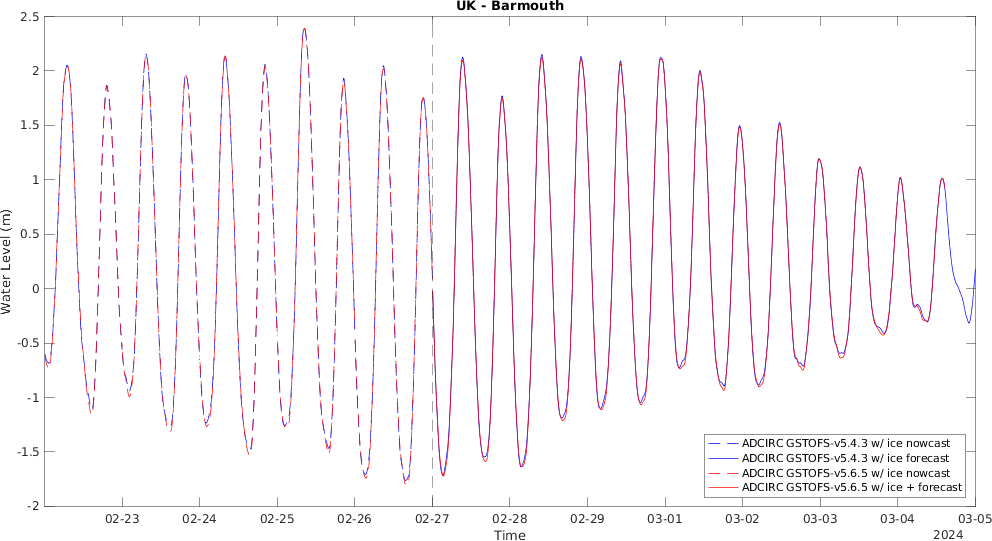 UK - Barmouth
2.5
2
1.5
1
0.5
0
-0.5
-1
-1.5
-2
Water Level (m)
02-23 02-24 02-25 02-26 02-27 02-28 02-29 03-01 03-02 03-03 03-04 03-05
Time
2024
ADCIRC GSTOFS-v5.4.3 w/ ice nowcast
ADCIRC GSTOFS-v5.4.3 w/ ice forecast
ADCIRC GSTOFS-v5.6.5 w/ ice nowcast
ADCIRC GSTOFS-v5.6.5 w/ ice + forecast